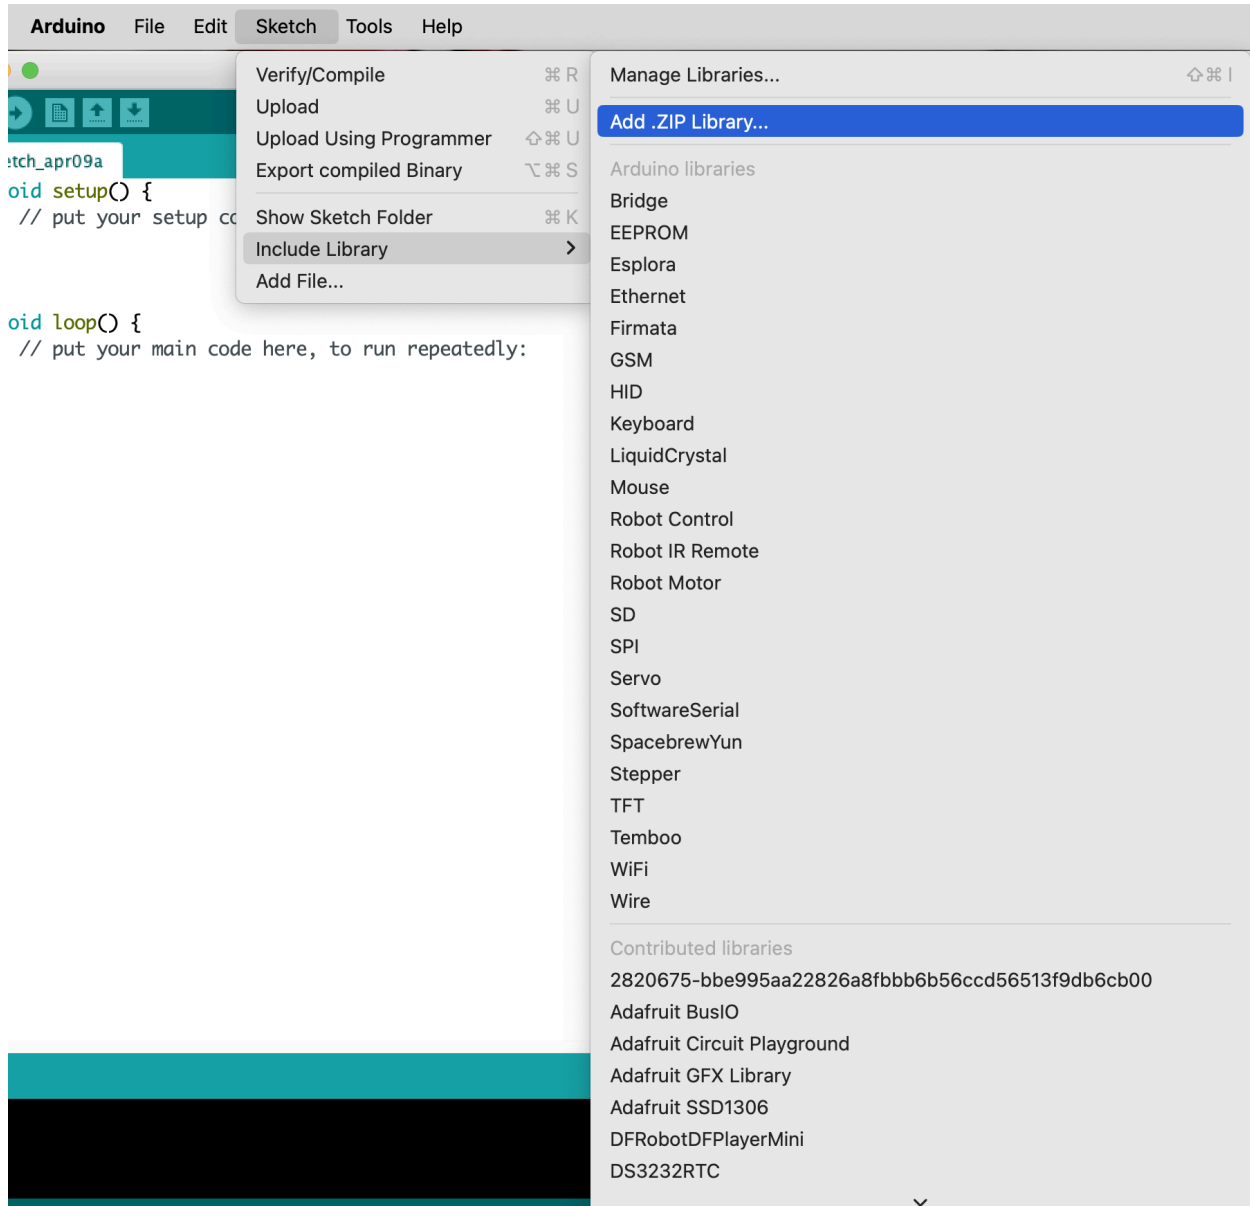 Arduino File Edit Sketch Tools Help
etch_apr09a
oid setup() {
// put your setup co
oid loop() {
// put your main code here, to run repeatedly:
Verify/Compile ⌘ R
Upload ⌘ U
Upload Using Programmer ⇧ ⌘ U
Export compiled Binary ⌥ ⌘ S
Show Sketch Folder ⌘ K
Include Library
Add File...
Manage Libraries... ⇧ ⌘ I
Add .ZIP Library...
Arduino libraries
Bridge
EEPROM
Esplora
Ethernet
Firmata
GSM
HID
Keyboard
LiquidCrystal
Mouse
Robot Control
Robot IR Remote
Robot Motor
SD
SPI
Servo
SoftwareSerial
SpacebrewYun
Stepper
TFT
Temboo
WiFi
Wire
Contributed libraries
2820675-bbe995aa22826a8fbbb6b56ccd56513f9db6cb00
Adafruit BusIO
Adafruit Circuit Playground
Adafruit GFX Library
Adafruit SSD1306
DFRobotDFPlayerMini
DS3232RTC